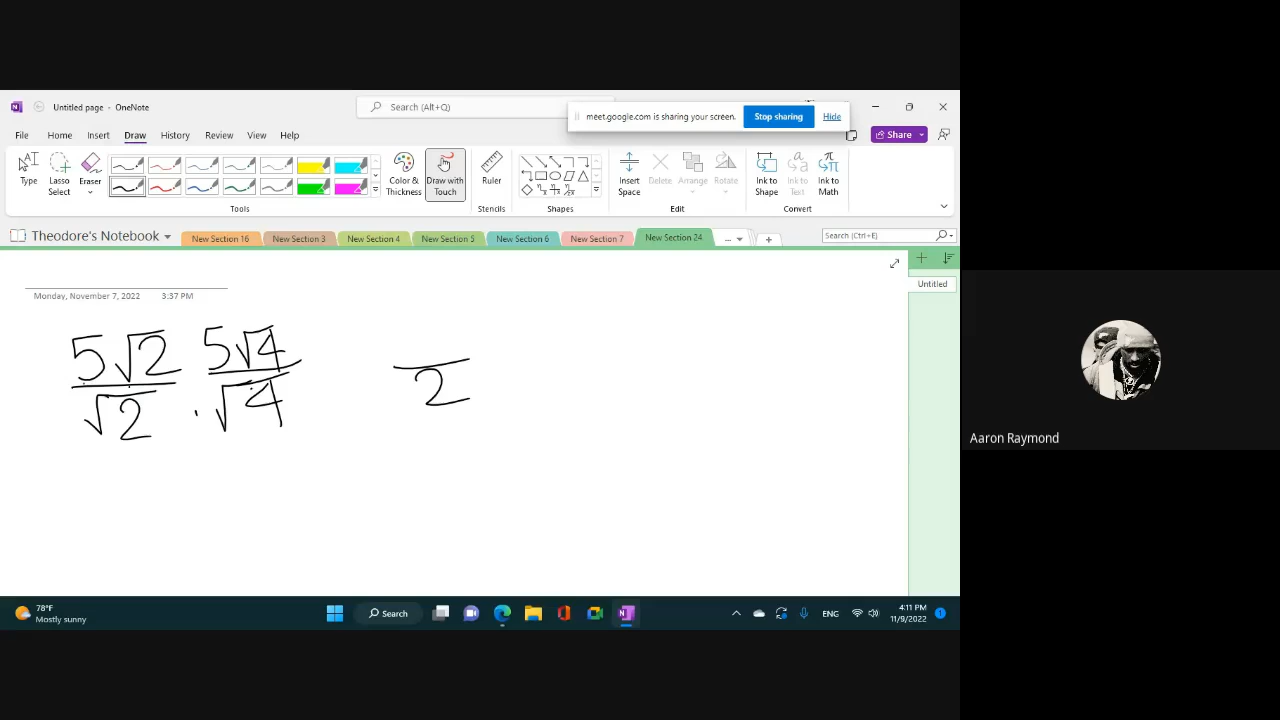 Untitled page - OneNote
Search (Alt+Q)
meet.google.com is sharing your screen.
Stop sharing
Hide
File Home Insert Draw History Review View Help
Share
Type
Lasso Select
Eraser
Color & Thickness
Draw with Touch
Ruler
Insert Space
Delete
Arrange
Rotate
Ink to Shape
Ink to Text
Ink to Math
Tools
Stencils
Shapes
Edit
Convert
Theodore's Notebook
New Section 16
New Section 3
New Section 4
New Section 5
New Section 6
New Section 7
New Section 24
...
Search (Ctrl+E)
Untitled
Monday, November 7, 2022 3:37 PM
5√2 5√4
√2 . √4
2
Aaron Raymond
78°F
Mostly sunny
Search
ENG
4:11 PM
11/9/2022
1